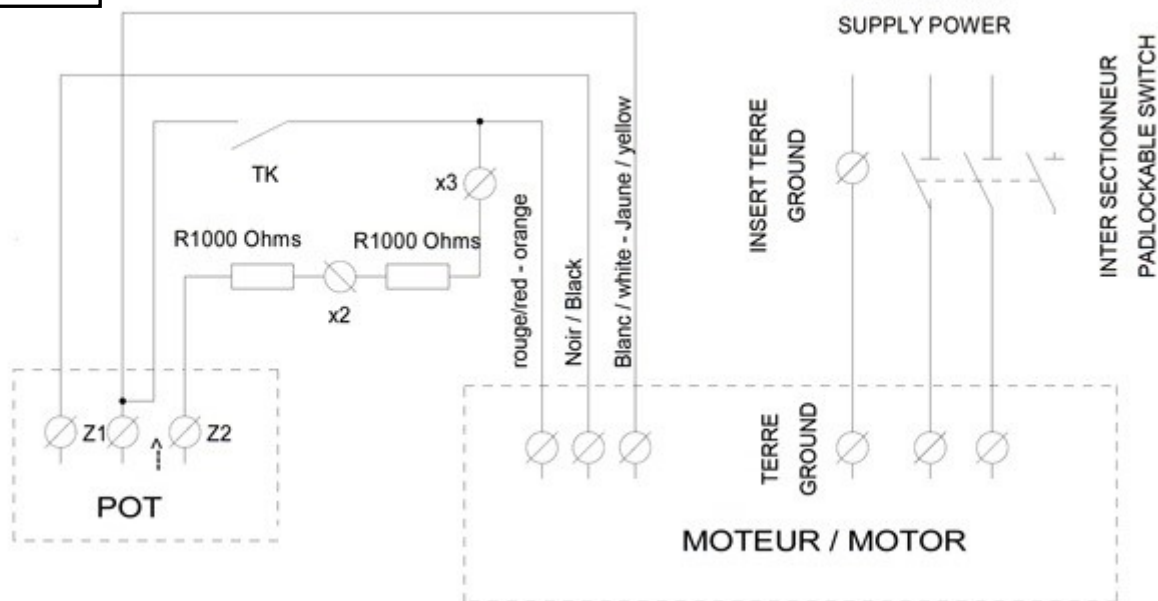 SUPPLY POWER
INTER SECTIONNEUR
PADLOCKABLE SWITCH
INSERT TERRE
GROUND
TK
x3
R1000 Ohms
R1000 Ohms
x2
rouge/red - orange
Noir / Black
Blanc / white - Jaune / yellow
Z1
Z2
POT
TERRE
GROUND
MOTEUR / MOTOR